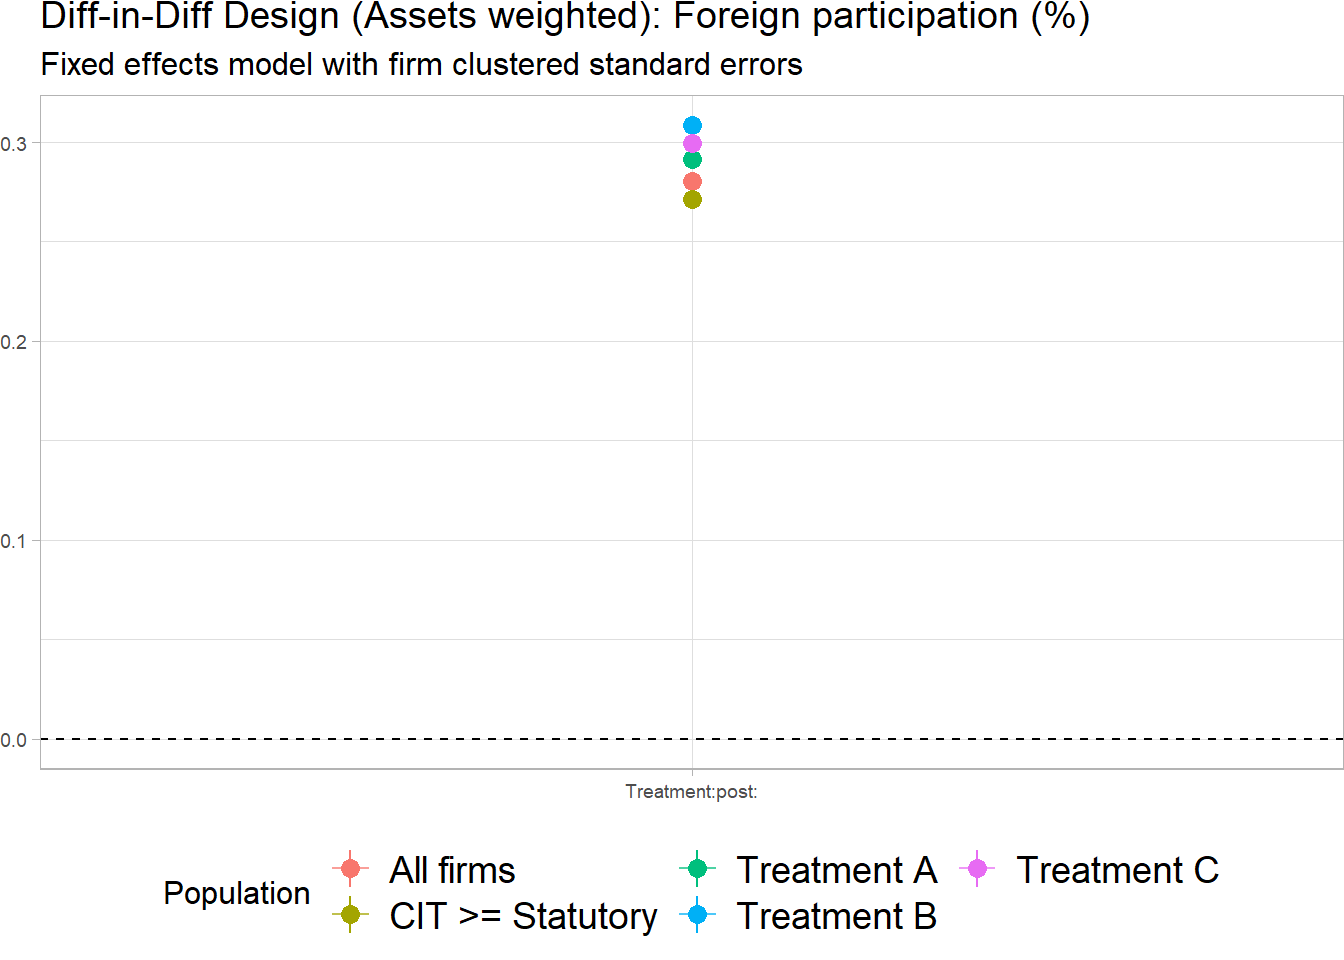 Diff-in-Diff Design (Assets weighted): Foreign participation (%)
Fixed effects model with firm clustered standard errors
0.3
0.2
0.1
0.0
Treatment:post:
Population
All firms
CIT >= Statutory
Treatment A
Treatment B
Treatment C